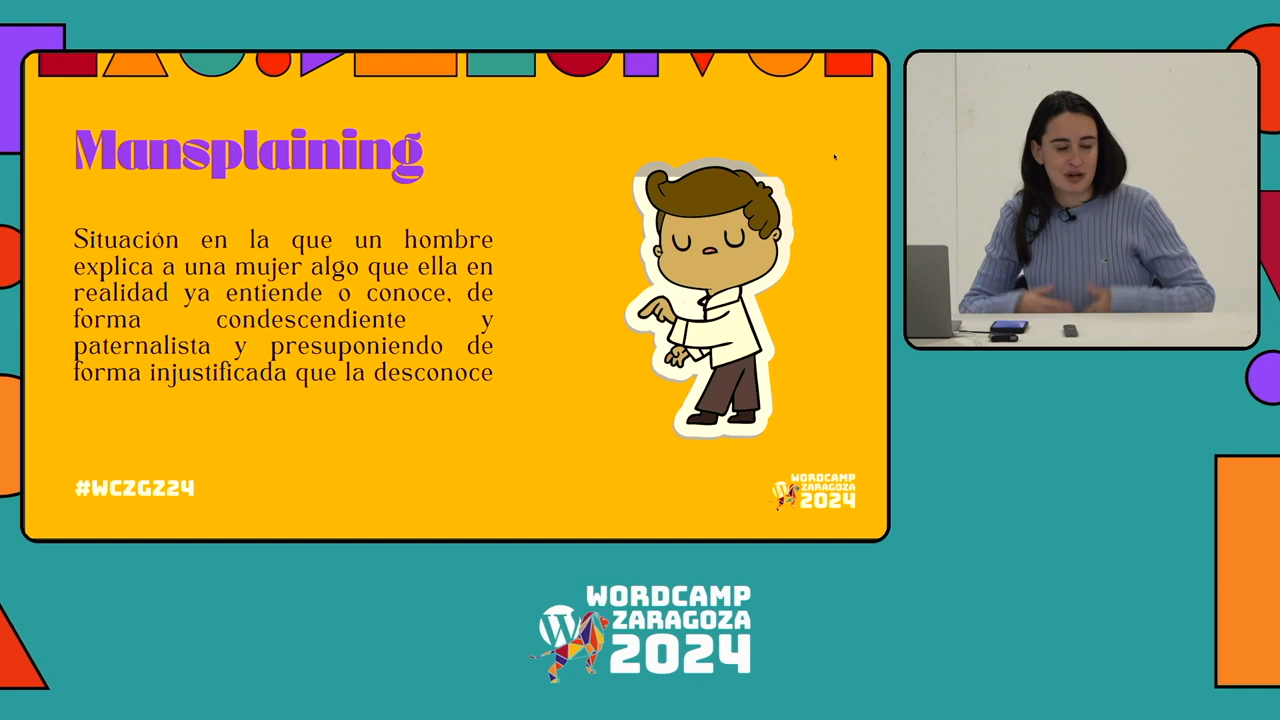 Mansplaining
Situación en la que un hombre
explica a una mujer algo que ella en
realidad ya entiende o conoce, de
forma condescendiente y
paternalista y presuponiendo de
forma injustificada que la desconoce
#WCZGZ24
WORDCAMP
ZARAGOZA
2024
WORDCAMP
ZARAGOZA
2024